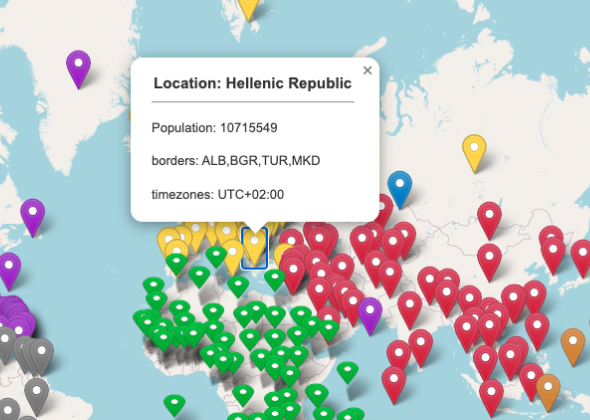 Location: Hellenic Republic
Population: 10715549
borders: ALB,BGR,TUR,MKD
timezones: UTC+02:00